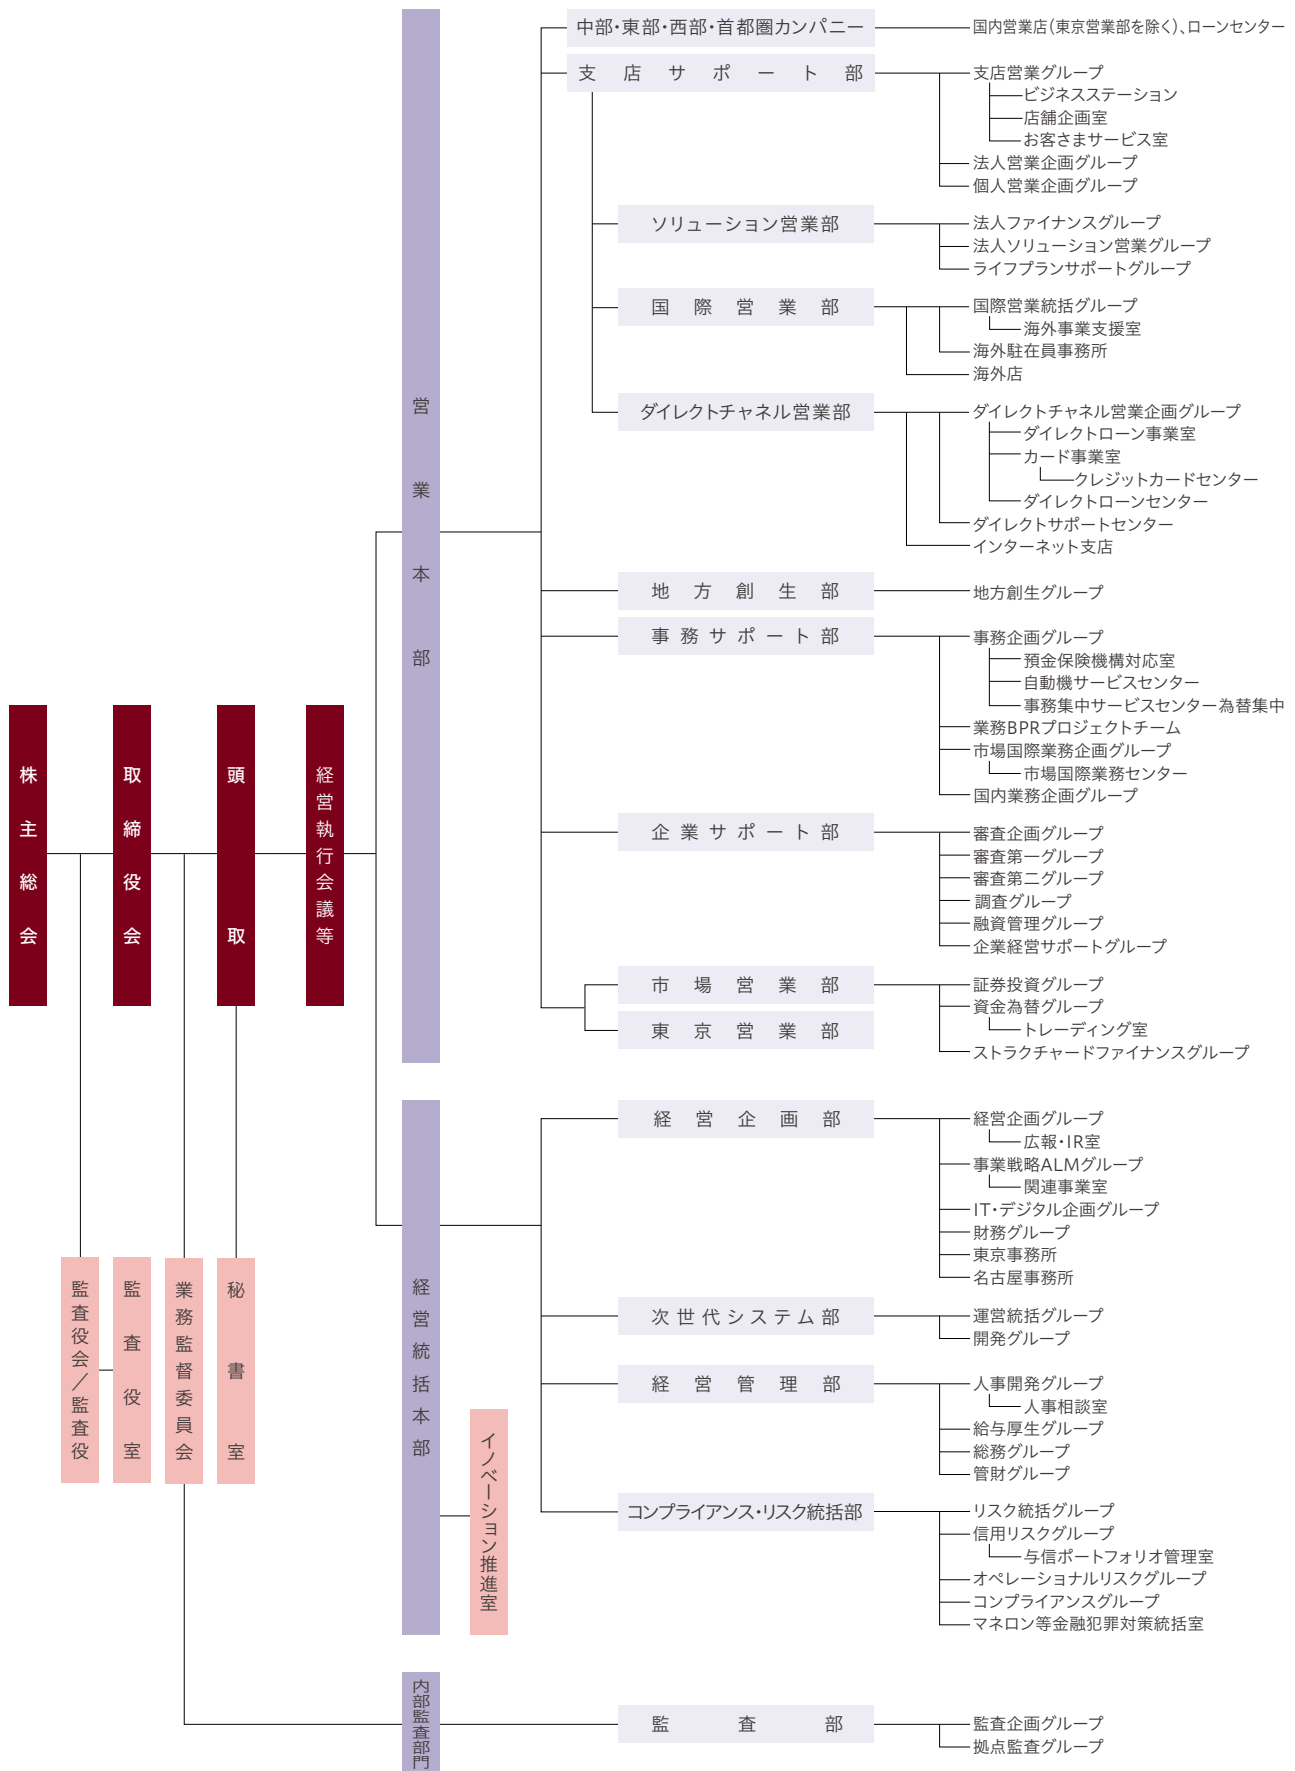 株主総会
取締役会
頭取
経営執行会議等
監査役会／監査役
監査役室
業務監督委員会
秘書室
営業本部
中部・東部・西部・首都圏カンパニー
国内営業店（東京営業部を除く）、ローンセンター
支店サポート部
支店営業グループ
ビジネスステーション
店舗企画室
お客さまサービス室
法人営業企画グループ
個人営業企画グループ
ソリューション営業部
法人ファイナンスグループ
法人ソリューション営業グループ
ライフプランサポートグループ
国際営業部
国際営業統括グループ
海外事業支援室
海外駐在員事務所
海外店
ダイレクトチャネル営業部
ダイレクトチャネル営業企画グループ
ダイレクトローン事業室
カード事業室
クレジットカードセンター
ダイレクトローンセンター
ダイレクトサポートセンター
インターネット支店
地方創生部
地方創生グループ
事務サポート部
事務企画グループ
預金保険機構対応室
自動機サービスセンター
事務集中サービスセンター為替集中
業務BPRプロジェクトチーム
市場国際業務企画グループ
市場国際業務センター
国内業務企画グループ
企業サポート部
審査企画グループ
審査第一グループ
審査第二グループ
調査グループ
融資管理グループ
企業経営サポートグループ
市場営業部
証券投資グループ
資金為替グループ
トレーディング室
ストラクチャードファイナンスグループ
東京営業部
経営統括本部
イノベーション推進室
経営企画部
経営企画グループ
広報・IR室
事業戦略ALMグループ
関連事業室
IT・デジタル企画グループ
財務グループ
東京事務所
名古屋事務所
次世代システム部
運営統括グループ
開発グループ
経営管理部
人事開発グループ
人事相談室
給与厚生グループ
総務グループ
管財グループ
コンプライアンス・リスク統括部
リスク統括グループ
信用リスクグループ
与信ポートフォリオ管理室
オペレーショナルリスクグループ
コンプライアンスグループ
マネロン等金融犯罪対策統括室
内部監査部門
監査部
監査企画グループ
拠点監査グループ